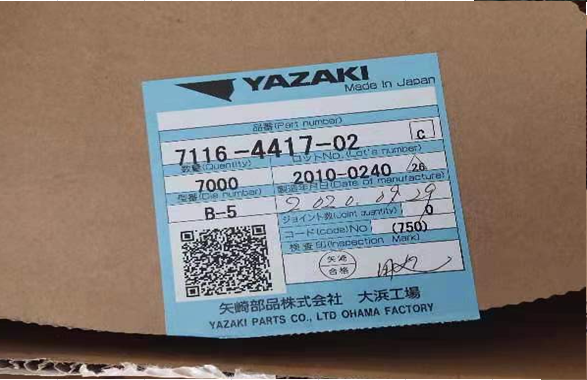 YAZAKI
Made in Japan
品番(Part number)
7116-4417-02 C
数量(Quantity) ロットNo.(Lot's number)
7000 2010-0240 26
型番(Die number) 製造年月日(Date of manufacture)
B-5 2020.09.29
ジョイント数(Joint quantity) 0
コード(code)NO (750)
検査印(Inspection Mark)
矢崎
合格
矢崎部品株式会社 大浜工場
YAZAKI PARTS CO., LTD OHAMA FACTORY